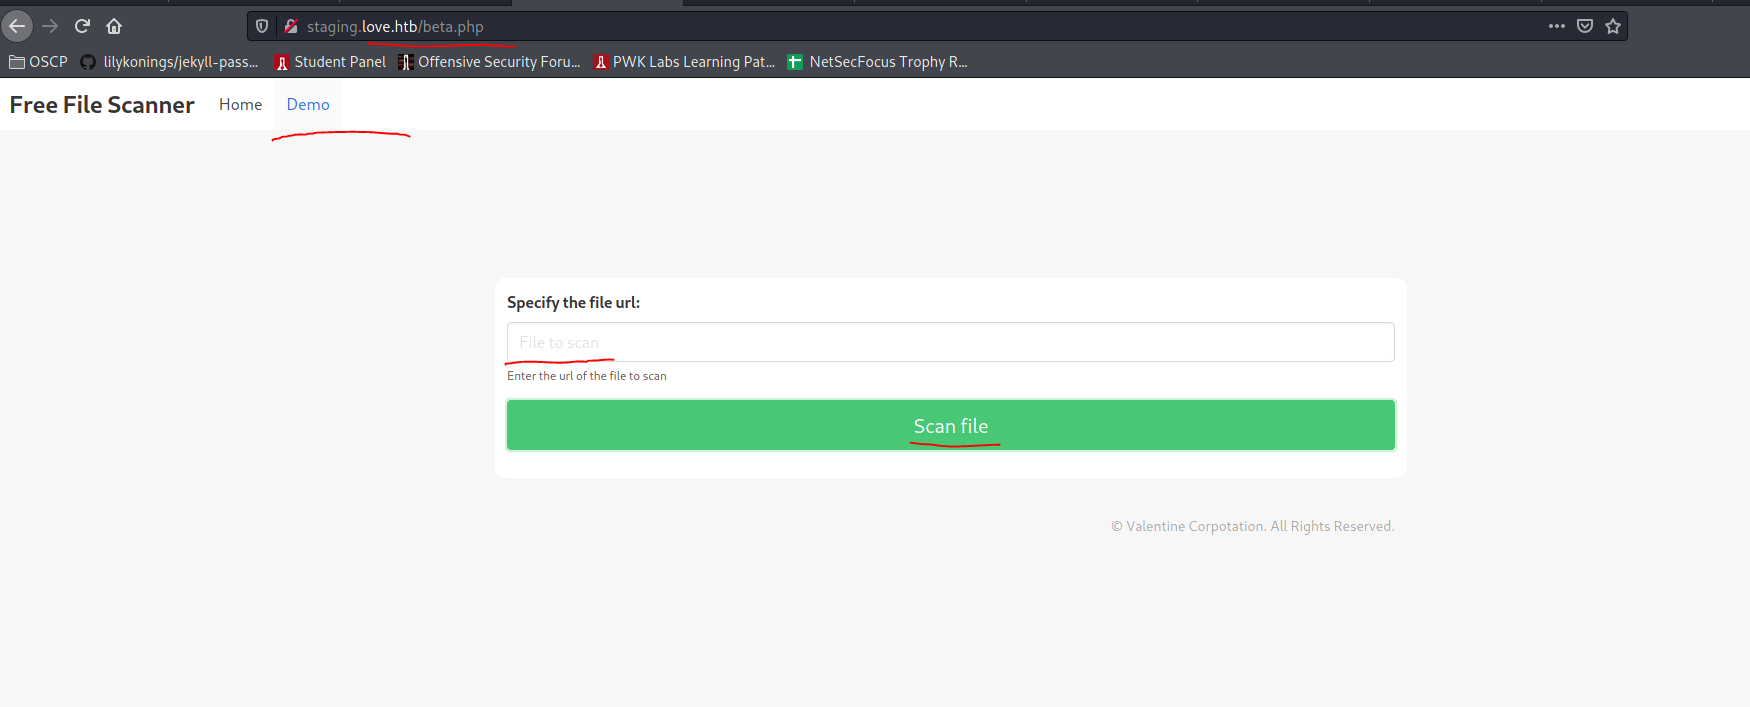 staging.love.htb/beta.php
OSCP lilykonings/jekyll-pass... Student Panel Offensive Security Foru... PWK Labs Learning Pat... NetSecFocus Trophy R...
Free File Scanner Home Demo
Specify the file url:
File to scan
Enter the url of the file to scan
Scan file
© Valentine Corpotation. All Rights Reserved.